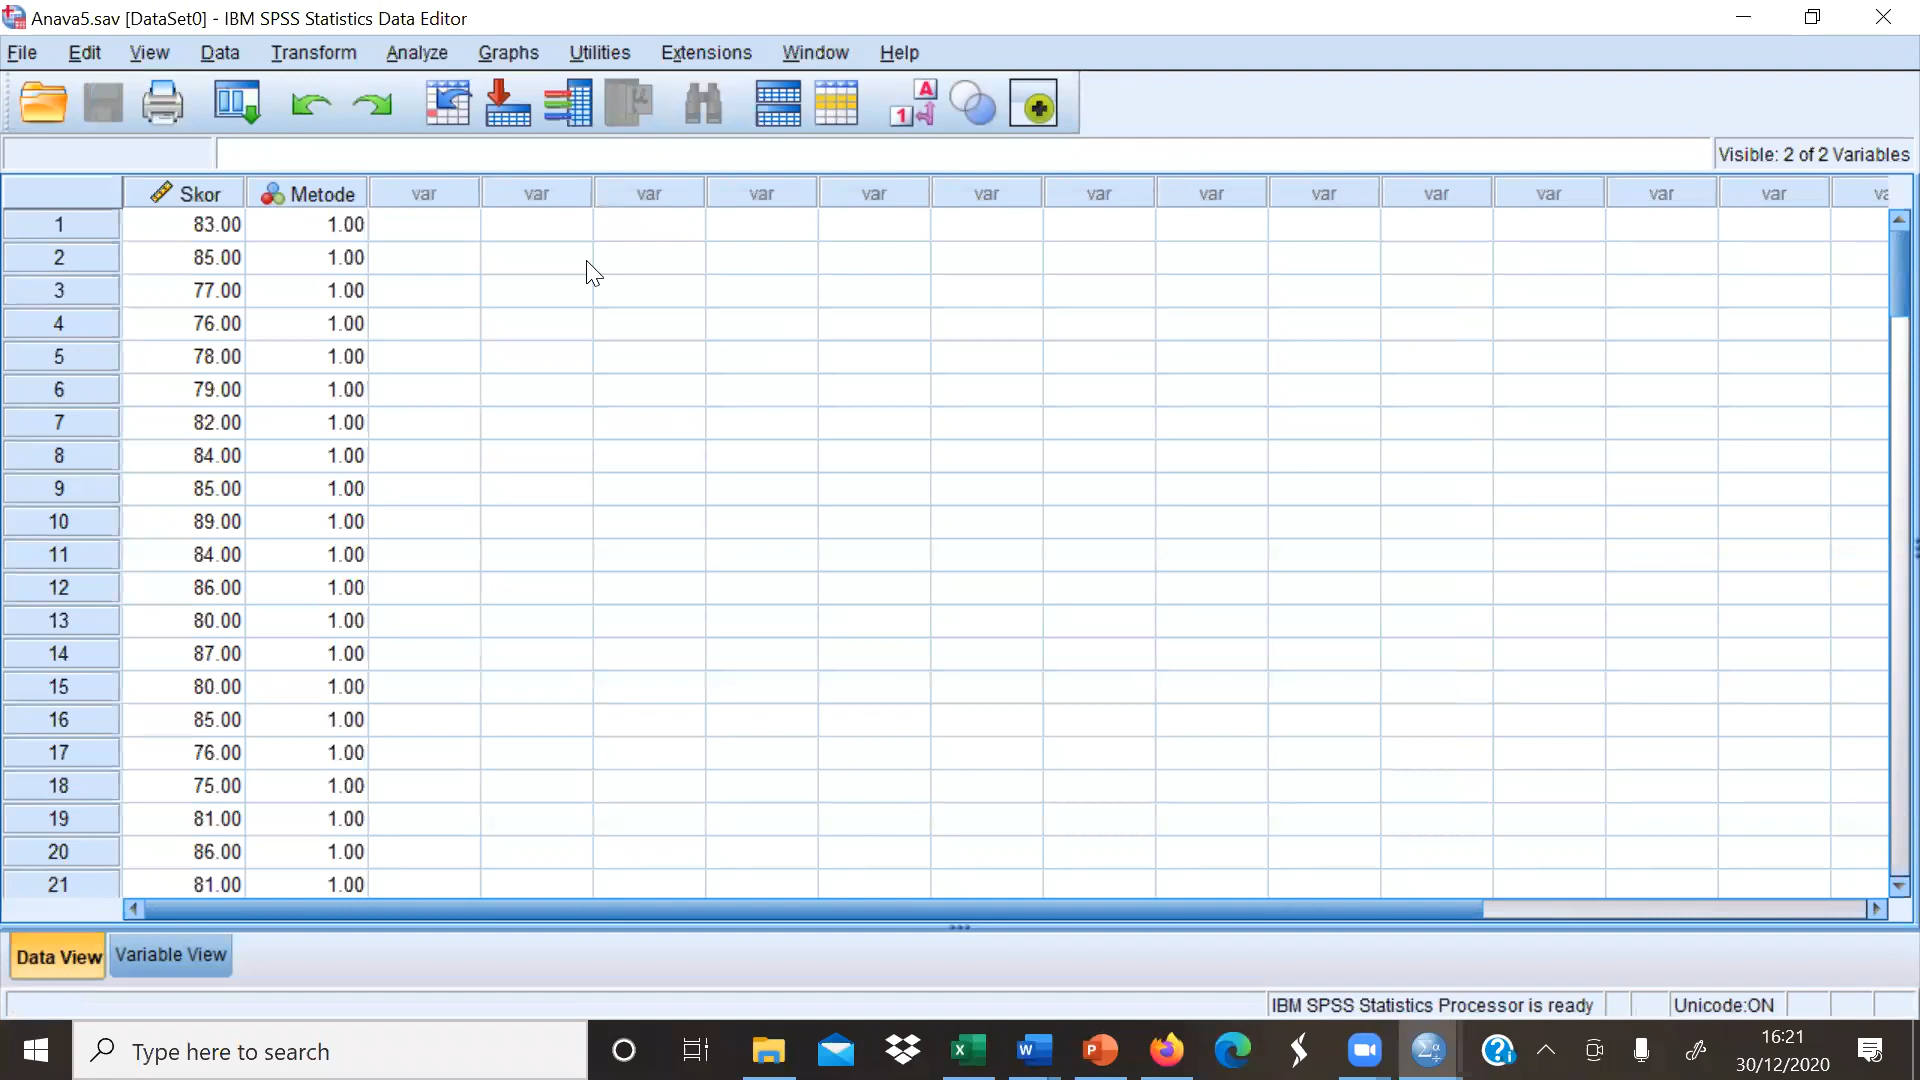 Anava5.sav [DataSet0] - IBM SPSS Statistics Data Editor
File Edit View Data Transform Analyze Graphs Utilities Extensions Window Help
Visible: 2 of 2 Variables
Skor Metode var var var var var var var var var var var var var
1 83.00 1.00
2 85.00 1.00
3 77.00 1.00
4 76.00 1.00
5 78.00 1.00
6 79.00 1.00
7 82.00 1.00
8 84.00 1.00
9 85.00 1.00
10 89.00 1.00
11 84.00 1.00
12 86.00 1.00
13 80.00 1.00
14 87.00 1.00
15 80.00 1.00
16 85.00 1.00
17 76.00 1.00
18 75.00 1.00
19 81.00 1.00
20 86.00 1.00
21 81.00 1.00
Data View Variable View
IBM SPSS Statistics Processor is ready Unicode:ON
Type here to search
16:21
30/12/2020